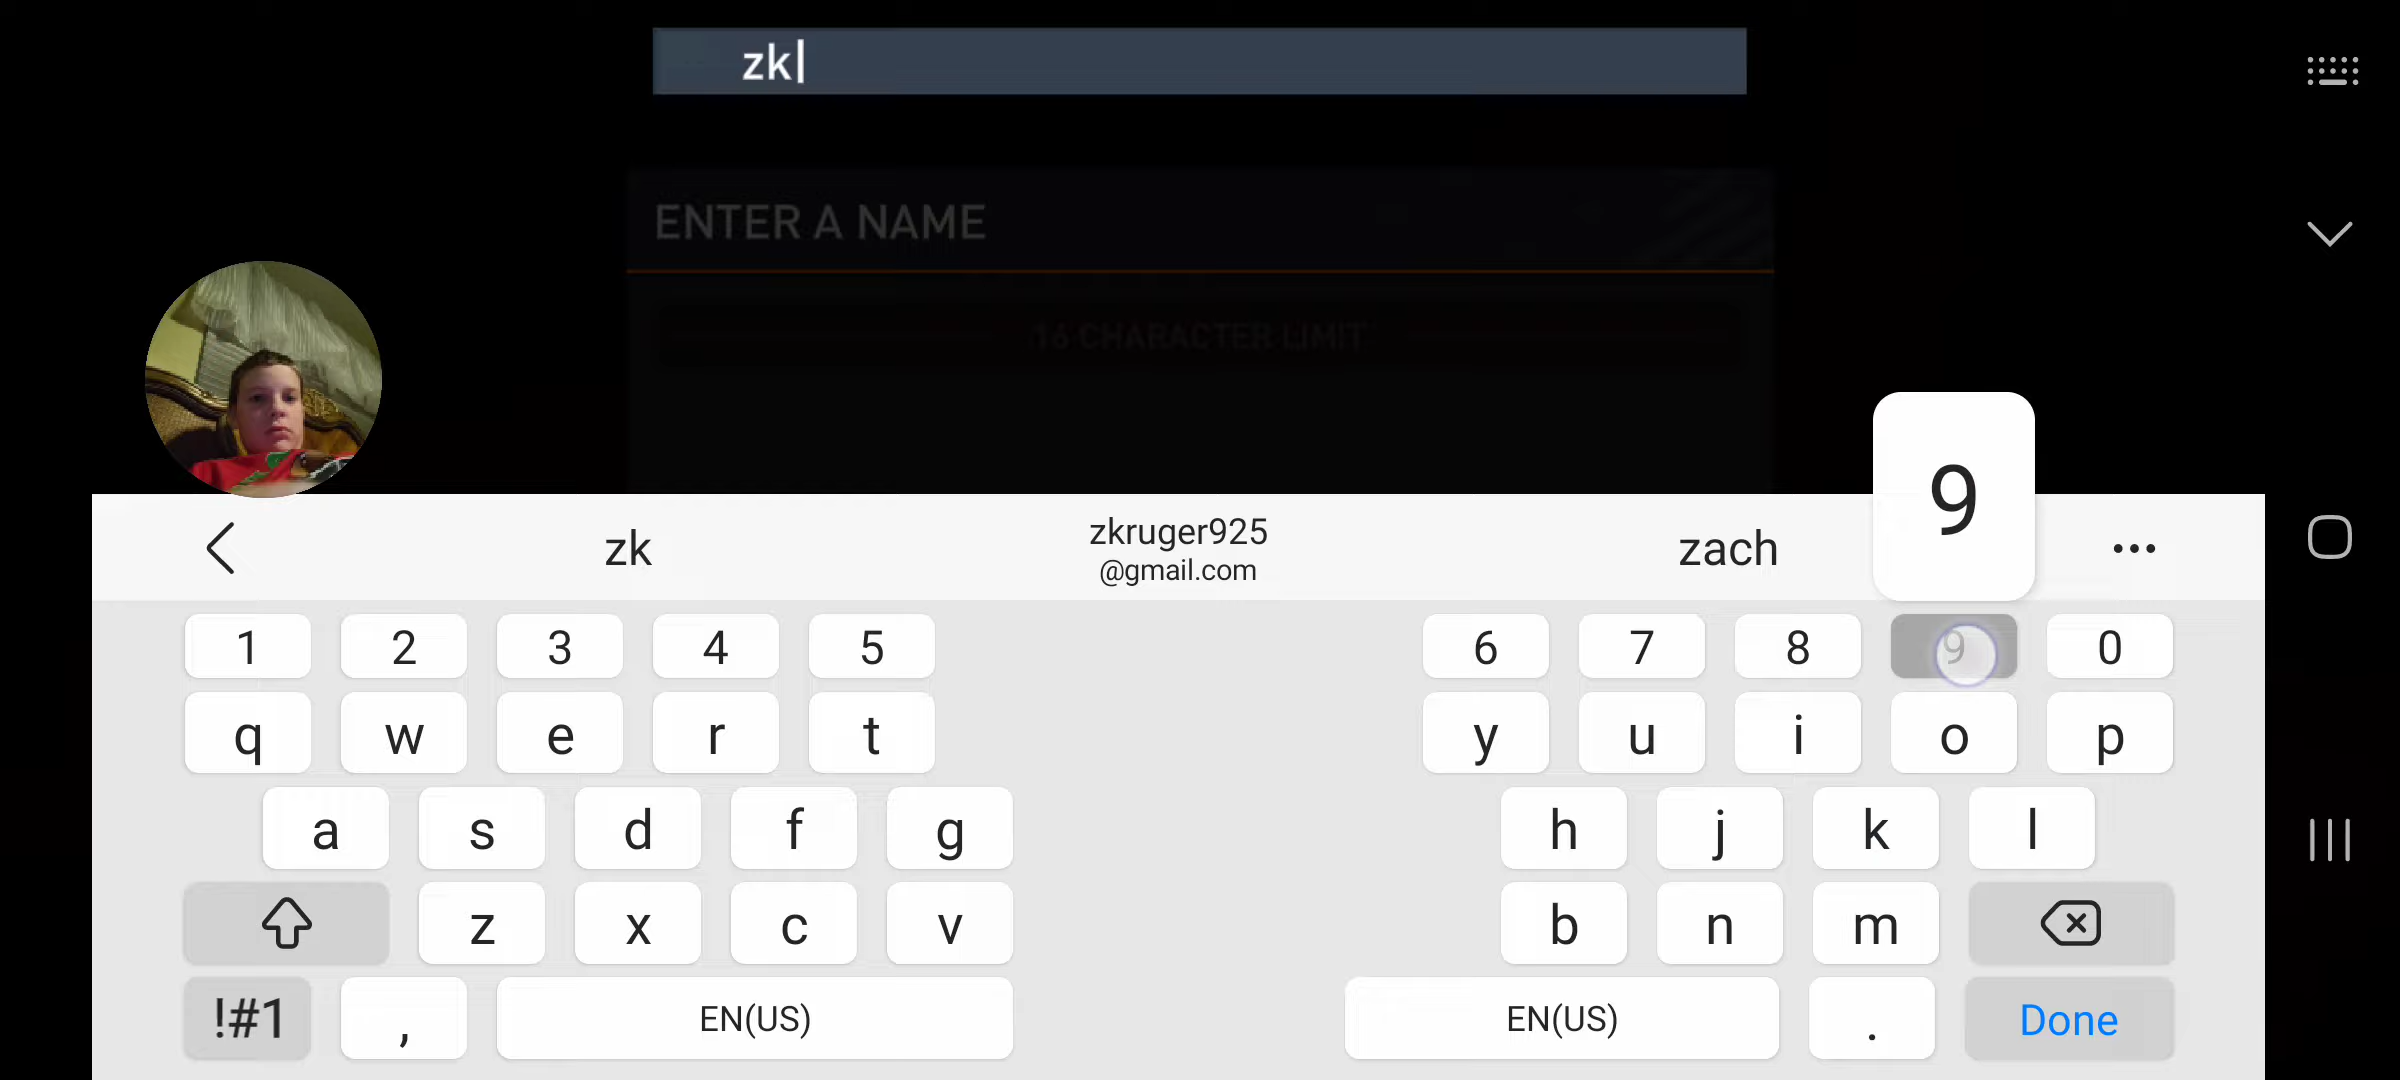 zk
ENTER A NAME
16 CHARACTER LIMIT
9
zk zkruger925 zach
@gmail.com
1 2 3 4 5 6 7 8 9 0
q w e r t y u i o p
a s d f g h j k l
z x c v b n m
!#1 , EN(US) EN(US) . Done